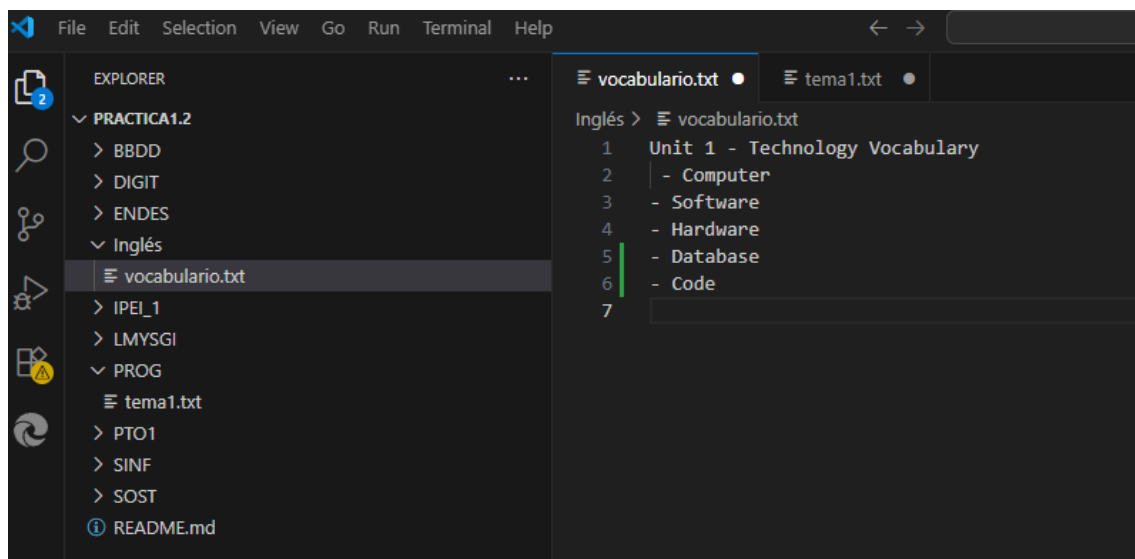 File Edit Selection View Go Run Terminal Help
EXPLORER ...
vocabulario.txt
tema1.txt
2
PRACTICA1.2
BBDD
DIGIT
ENDES
Inglés
vocabulario.txt
IPEI_1
LMYSGI
PROG
tema1.txt
PTO1
SINF
SOST
README.md
Inglés > vocabulario.txt
1 Unit 1 - Technology Vocabulary
2 - Computer
3 - Software
4 - Hardware
5 - Database
6 - Code
7